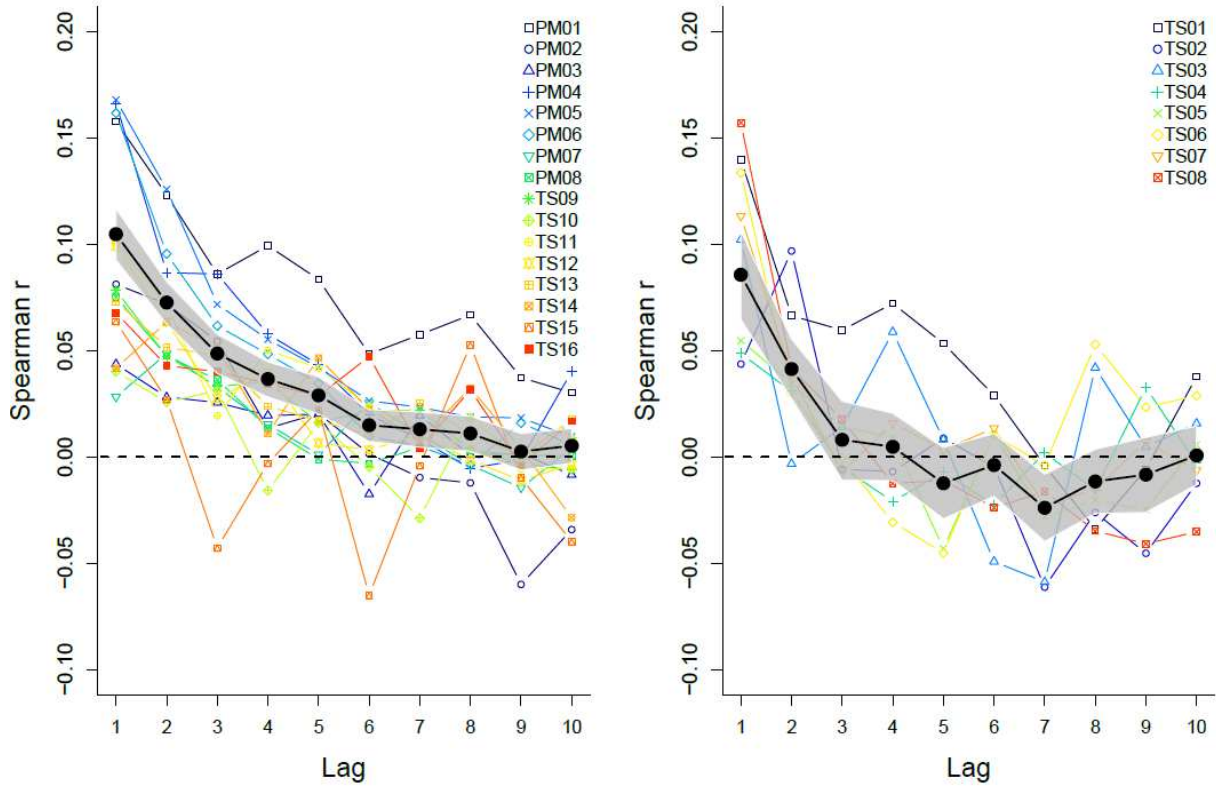 0.20
0.15
0.10
0.05
0.00
−0.05
−0.10
Spearman r
1 2 3 4 5 6 7 8 9 10
Lag
PM01
PM02
PM03
PM04
PM05
PM06
PM07
PM08
TS09
TS10
TS11
TS12
TS13
TS14
TS15
TS16
0.20
0.15
0.10
0.05
0.00
−0.05
−0.10
Spearman r
1 2 3 4 5 6 7 8 9 10
Lag
TS01
TS02
TS03
TS04
TS05
TS06
TS07
TS08